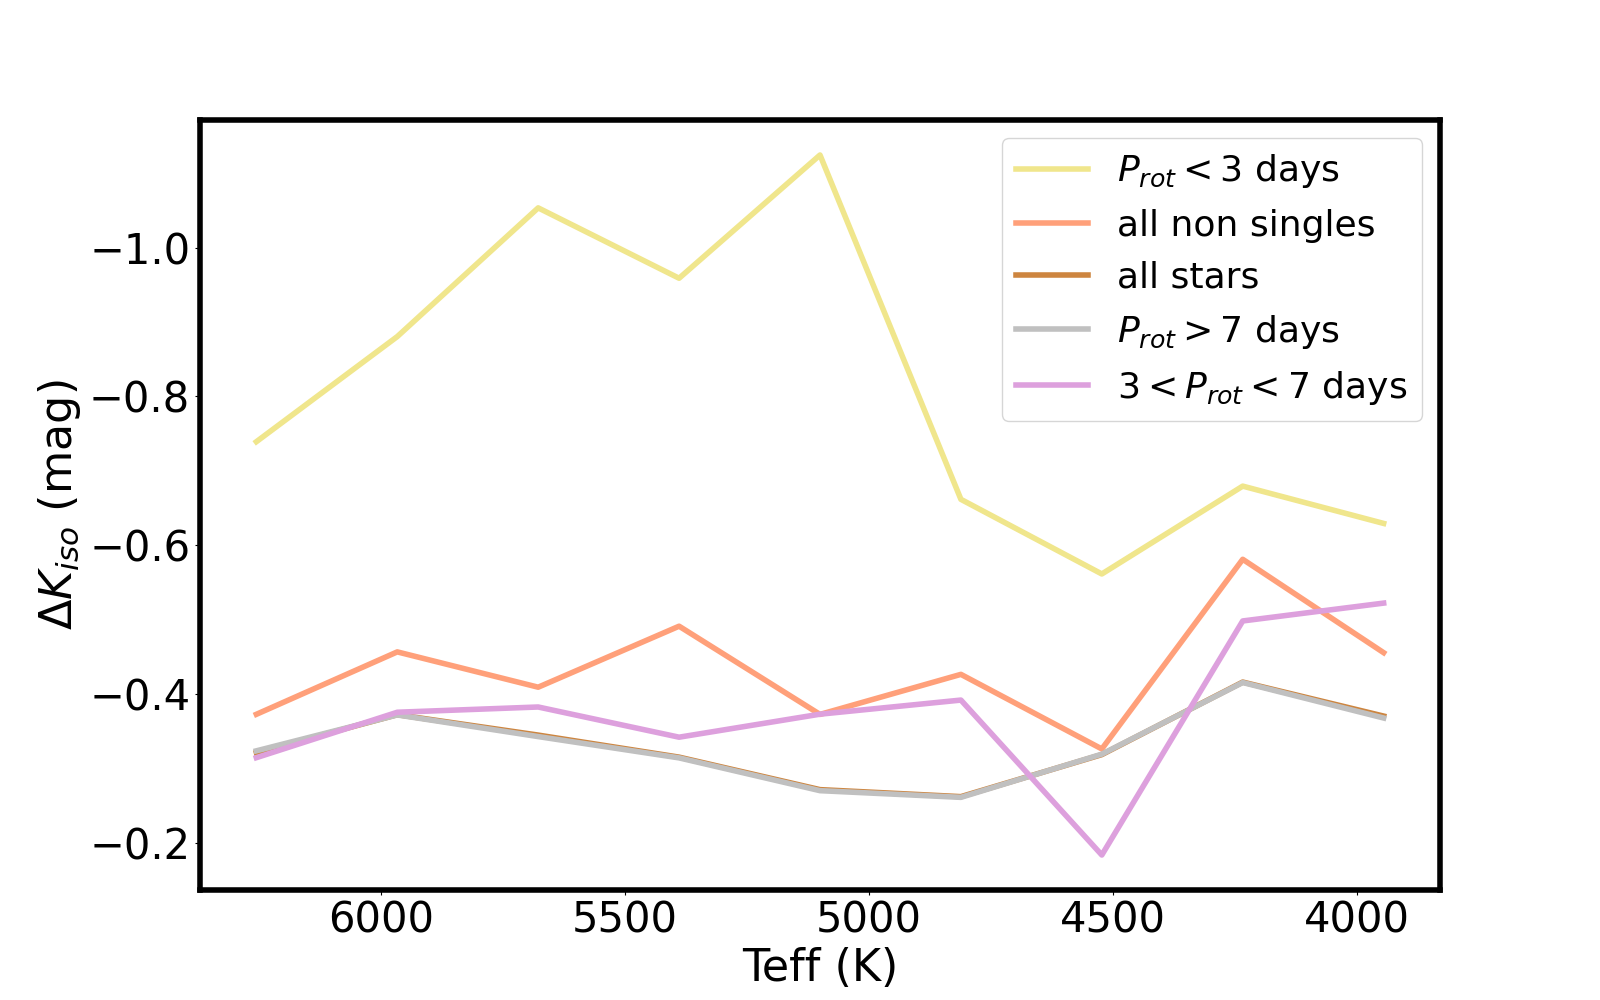 P_rot < 3 days
all non singles
all stars
P_rot > 7 days
3 < P_rot < 7 days
−1.0
−0.8
−0.6
−0.4
−0.2
ΔK_iso (mag)
6000 5500 5000 4500 4000
Teff (K)